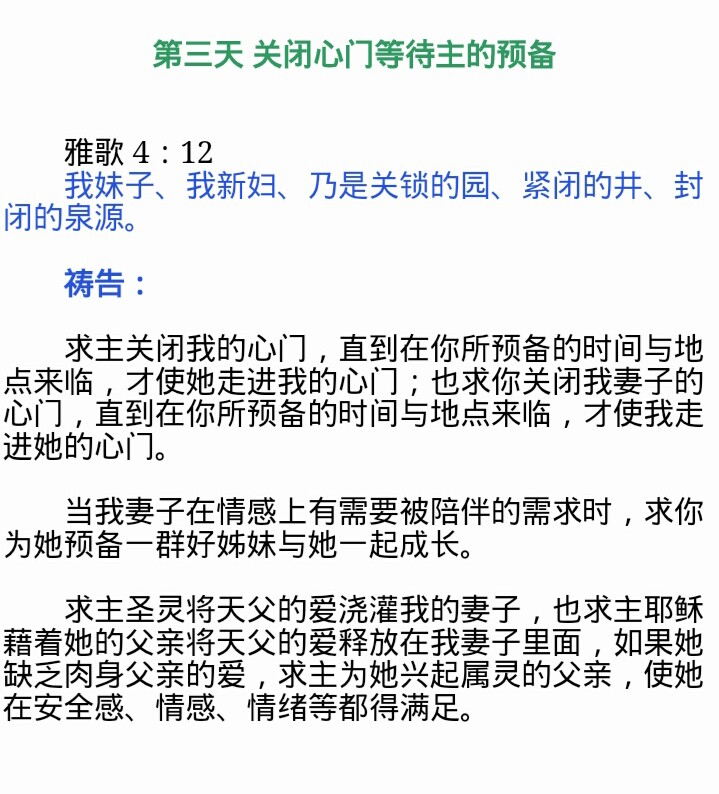 第三天 关闭心门等待主的预备
雅歌 4：12
我妹子、我新妇、乃是关锁的园、紧闭的井、封
闭的泉源。
祷告：
求主关闭我的心门，直到在你所预备的时间与地
点来临，才使她走进我的心门；也求你关闭我妻子的
心门，直到在你所预备的时间与地点来临，才使我走
进她的心门。
当我妻子在情感上有需要被陪伴的需求时，求你
为她预备一群好姊妹与她一起成长。
求主圣灵将天父的爱浇灌我的妻子，也求主耶稣
藉着她的父亲将天父的爱释放在我妻子里面，如果她
缺乏肉身父亲的爱，求主为她兴起属灵的父亲，使她
在安全感、情感、情绪等都得满足。